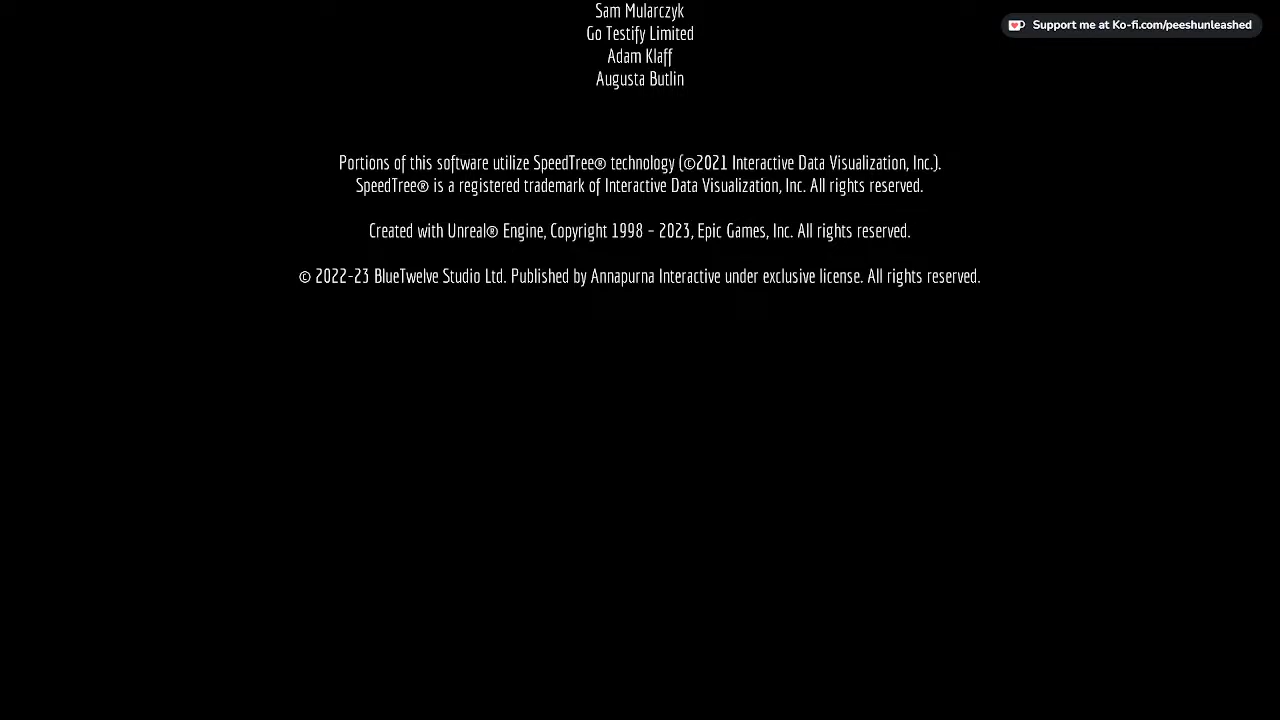 Sam Mularczyk
Support me at Ko-fi.com/peeshunleashed
Go Testify Limited
Adam Klaff
Augusta Butlin
Portions of this software utilize SpeedTree® technology (©2021 Interactive Data Visualization, Inc.).
SpeedTree® is a registered trademark of Interactive Data Visualization, Inc. All rights reserved.
Created with Unreal® Engine, Copyright 1998 - 2023, Epic Games, Inc. All rights reserved.
© 2022-23 BlueTwelve Studio Ltd. Published by Annapurna Interactive under exclusive license. All rights reserved.